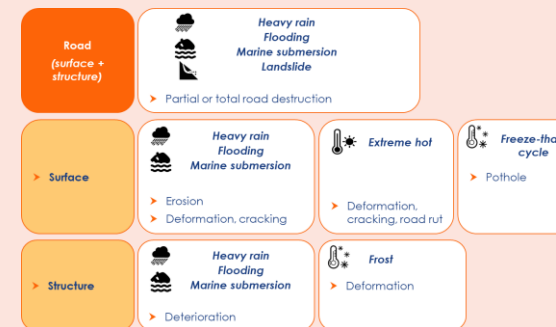 Road
(surface +
structure)
Heavy rain
Flooding
Marine submersion
Landslide
Partial or total road destruction
Surface
Heavy rain
Flooding
Marine submersion
Erosion
Deformation, cracking
Extreme hot
Deformation,
cracking, road rut
Freeze-tha
cycle
Pothole
Structure
Heavy rain
Flooding
Marine submersion
Deterioration
Frost
Deformation